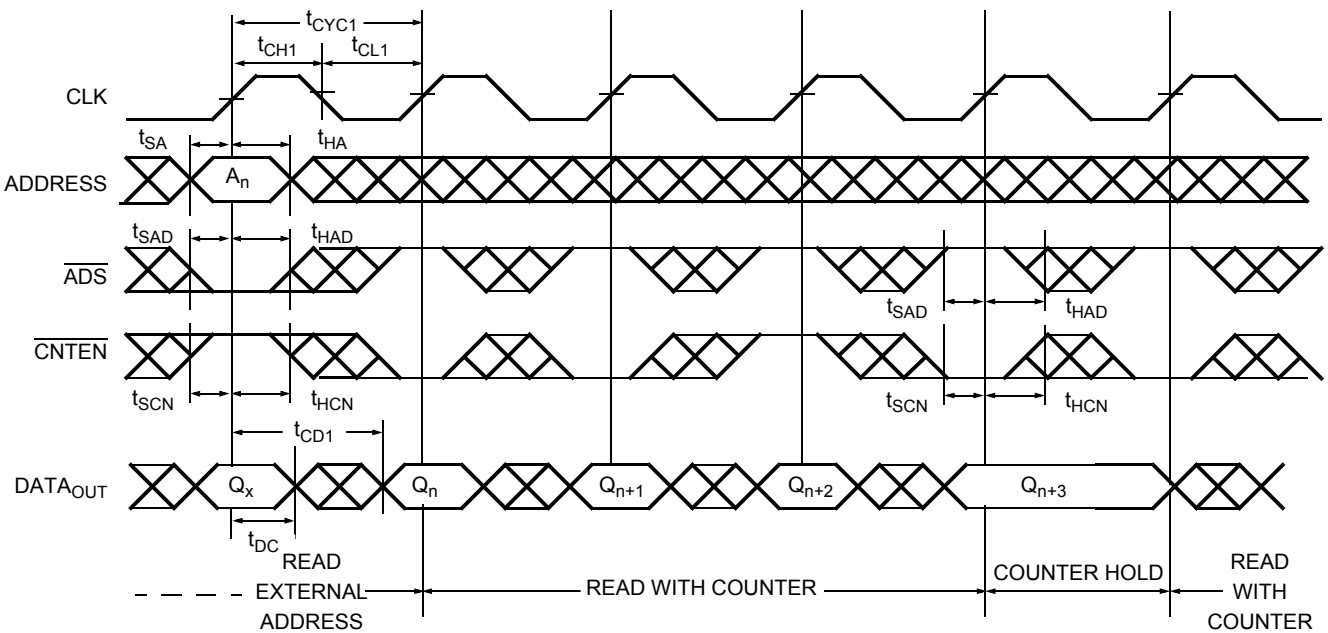 tCYC1
tCH1 tCL1
CLK
tSA tHA
ADDRESS An
tSAD tHAD
ADS
tSAD tHAD
CNTEN
tSCN tHCN tSCN tHCN
tCD1
DATAOUT Qx Qn Qn+1 Qn+2 Qn+3
tDC
READ
EXTERNAL
ADDRESS
READ WITH COUNTER
COUNTER HOLD
READ
WITH
COUNTER